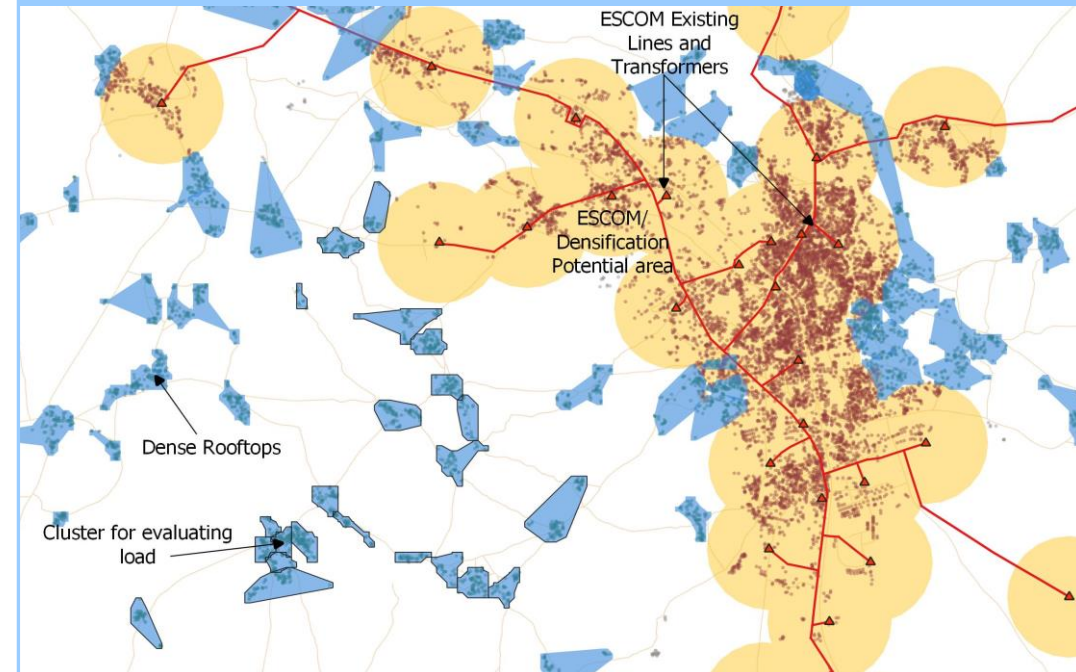 ESCOM Existing
Lines and
Transformers
ESCOM/
Densification
Potential area
Dense Rooftops
Cluster for evaluating
load